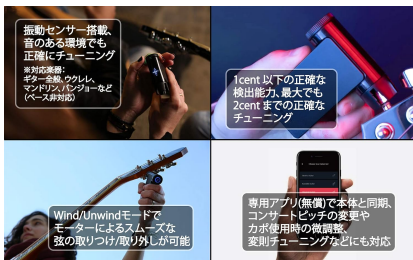 振動センサー搭載、
音のある環境でも
正確にチューニング
※対応楽器:
ギター全般、ウクレレ、
マンドリン、バンジョーなど
(ベース非対応)
1cent 以下の正確な
検出能力、最大でも
2centまでの正確な
チューニング
Wind/Unwindモードで
モーターによるスムーズな
弦の取りつけ/取り外しが可能
専用アプリ(無償)で本体と同期、
コンサートピッチの変更や
カポ使用時の微調整、
変則チューニングなどにも対応